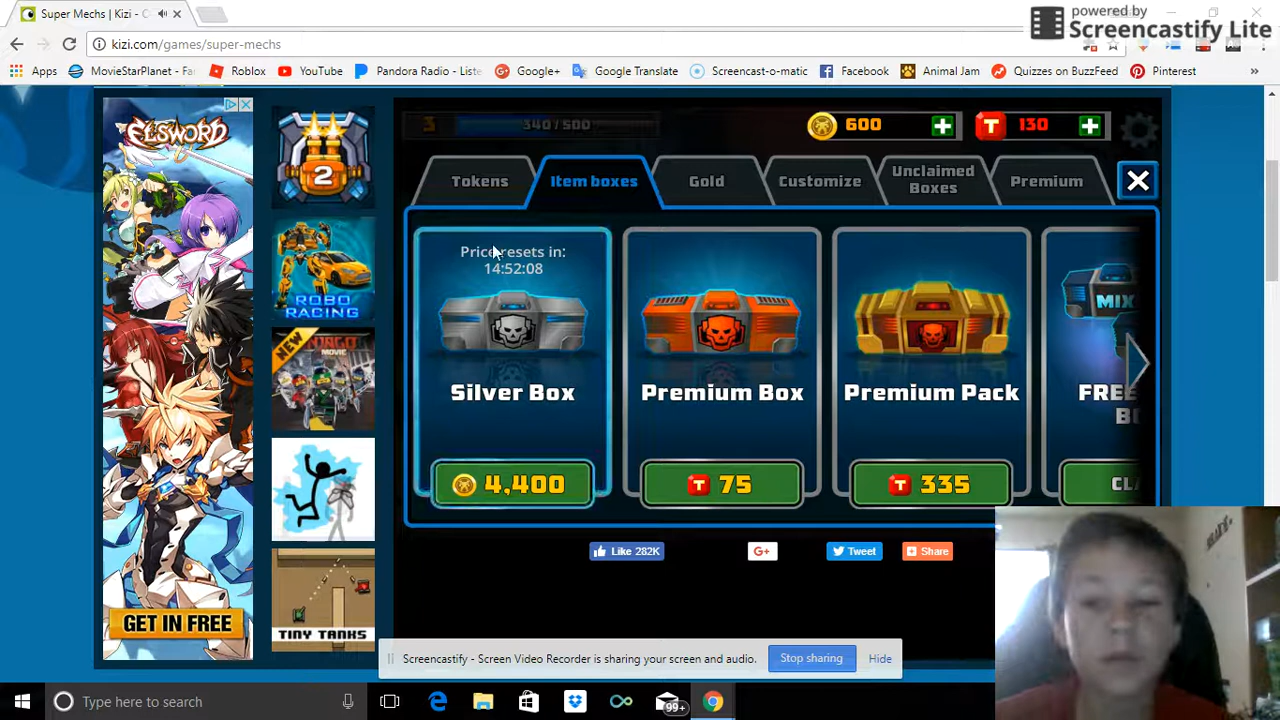 Super Mechs | Kizi - C
powered by
Screencastify Lite
kizi.com/games/super-mechs
Apps
MovieStarPlanet - Fa
Roblox
YouTube
Pandora Radio - Liste
Google+
Google Translate
Screencast-o-matic
Facebook
Animal Jam
Quizzes on BuzzFeed
Pinterest
»
ELSWORD
GET IN FREE
2
ROBO
RACING
NEW
MOVIE
TINY TANKS
3
340/500
600
T
130
Tokens
Item boxes
Gold
Customize
Unclaimed
Boxes
Premium
Price resets in:
14:52:08
Silver Box
4,400
Premium Box
T 75
Premium Pack
T 335
MIX
FREE
CL
Like 282K
G+
Tweet
Share
Screencastify - Screen Video Recorder is sharing your screen and audio.
Stop sharing
Hide
Type here to search
99+